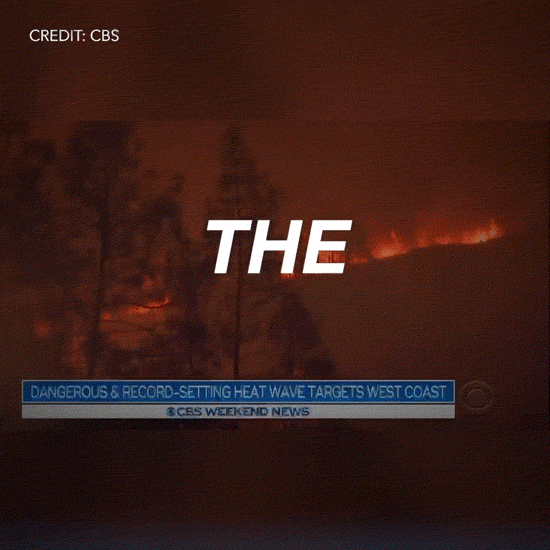 CREDIT: CBS
THE
DANGEROUS & RECORD-SETTING HEAT WAVE TARGETS WEST COAST
CBS WEEKEND NEWS